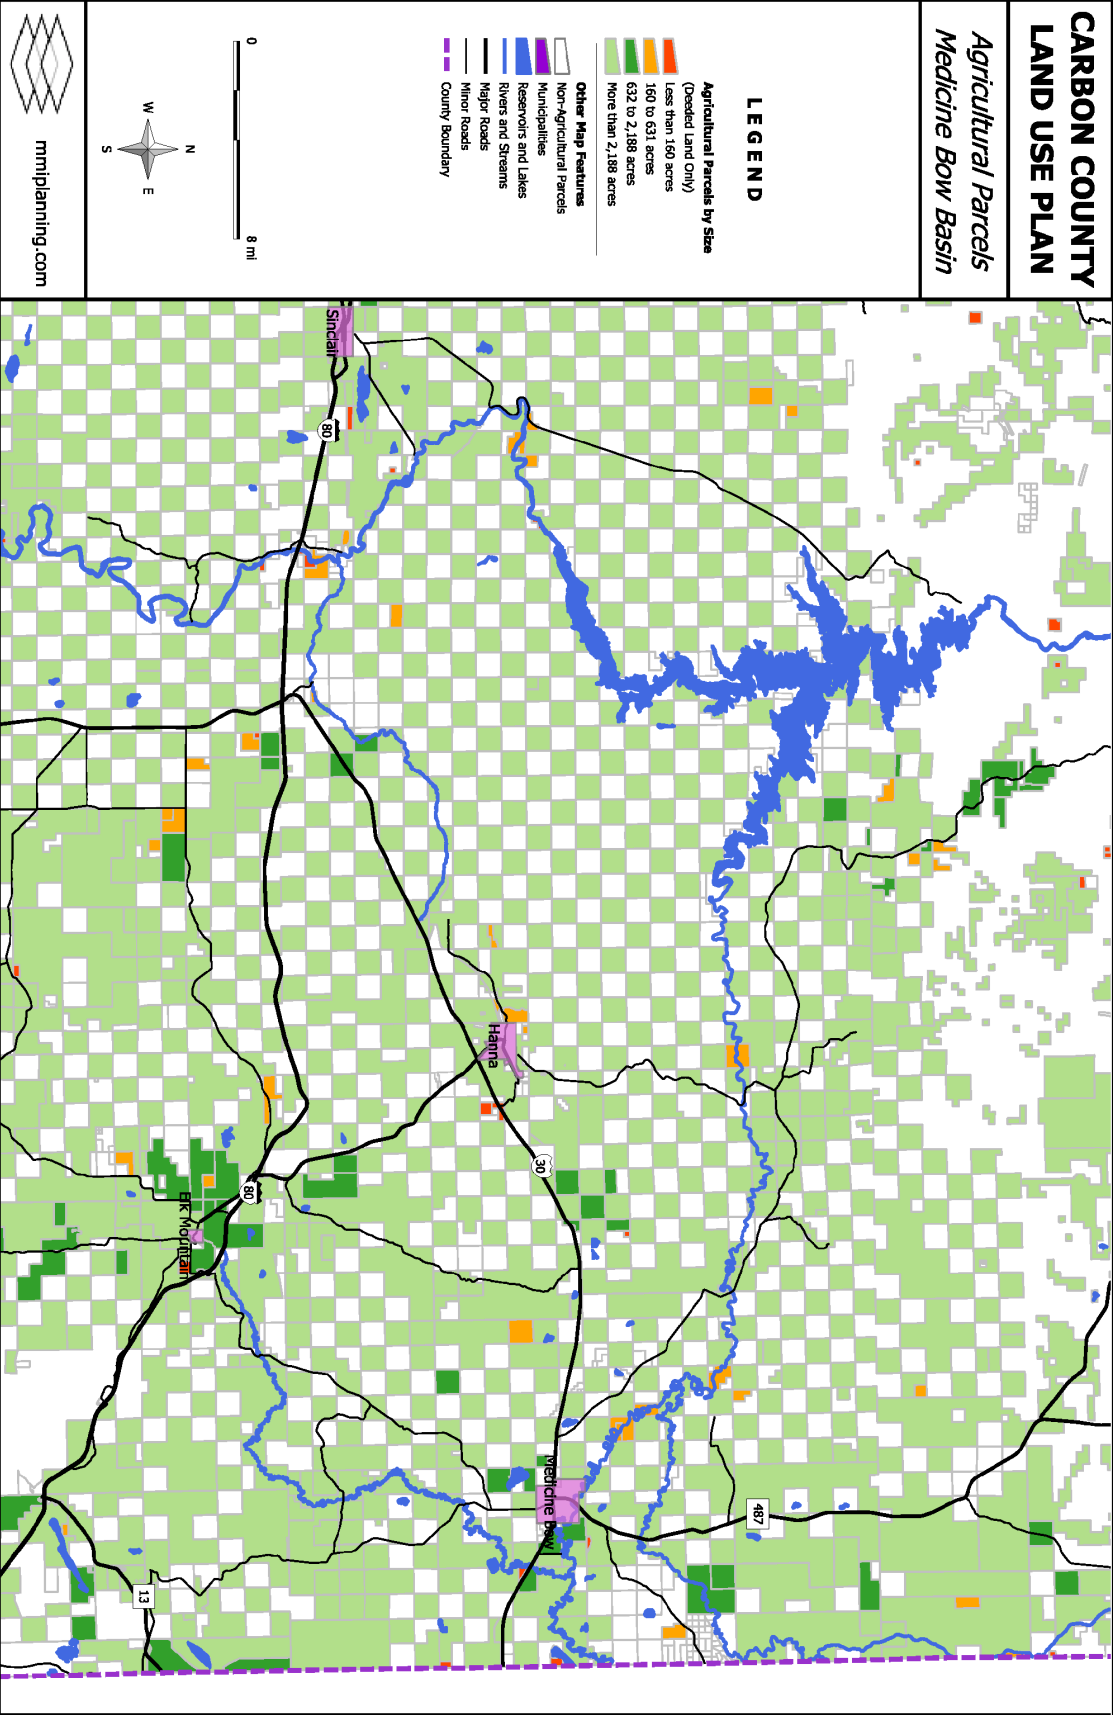 CARBON COUNTY
LAND USE PLAN
Agricultural Parcels
Medicine Bow Basin
LEGEND
Agricultural Parcels by Size
(Deeded Land Only)
Less than 160 acres
160 to 631 acres
632 to 2,188 acres
More than 2,188 acres
Other Map Features
Non-Agricultural Parcels
Municipalities
Reservoirs and Lakes
Rivers and Streams
Major Roads
Minor Roads
County Boundary
0
8 mi
N
W
E
S
mmiplanning.com
Sinclair
80
Hanna
30
80
Elk Mountain
Medicine Bow
487
13